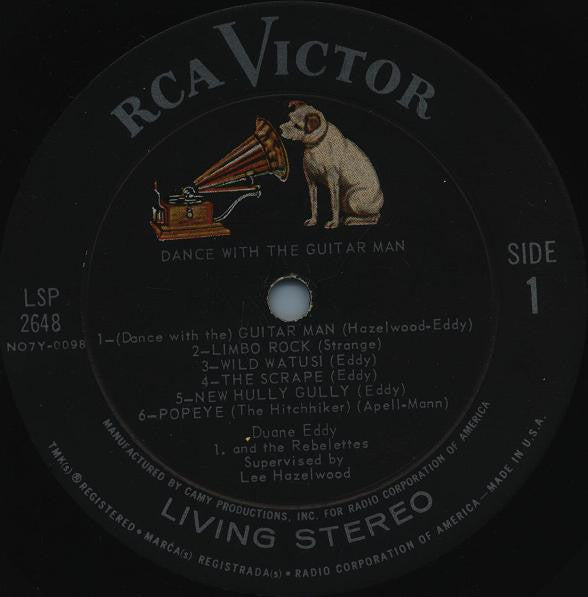 RCA VICTOR
DANCE WITH THE GUITAR MAN
SIDE
1
LSP
2648
NO7Y-0098
1—(Dance with the) GUITAR MAN (Hazelwood-Eddy)
2—LIMBO ROCK (Strange)
3—WILD WATUSI (Eddy)
4—THE SCRAPE (Eddy)
5—NEW HULLY GULLY (Eddy)
6—POPEYE (The Hitchhiker) (Apell-Mann)
Duane Eddy
1. and the Rebelettes
Supervised by
Lee Hazelwood
MANUFACTURED BY CAMY PRODUCTIONS, INC. FOR RADIO CORPORATION OF AMERICA
LIVING STEREO
TMK(s) ® REGISTERED • MARCA(s) REGISTRADA(s) • RADIO CORPORATION OF AMERICA—MADE IN U.S.A.